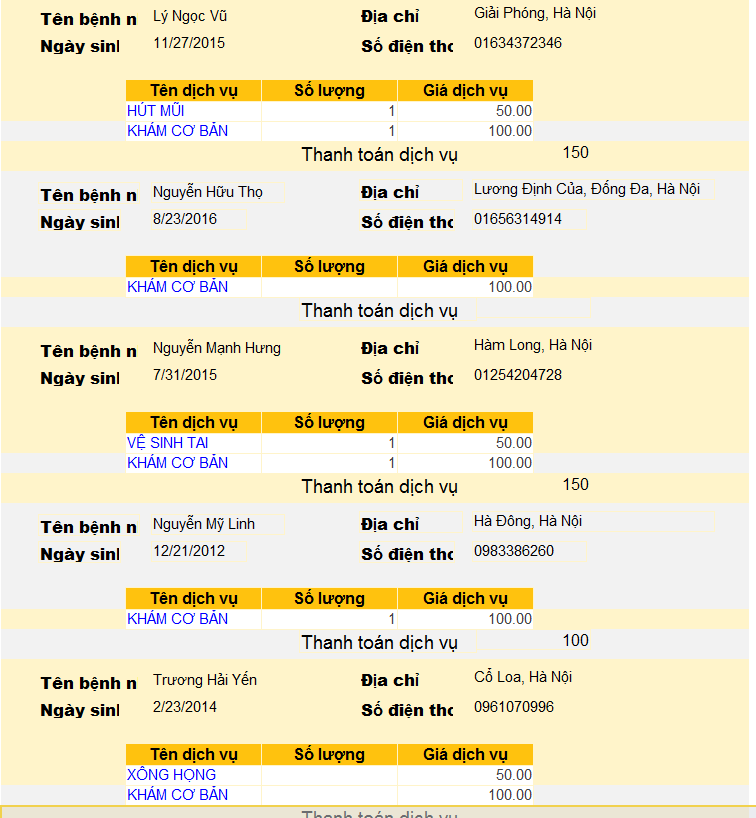 Tên bệnh n Lý Ngọc Vũ Địa chỉ Giải Phóng, Hà Nội
Ngày sinh 11/27/2015 Số điện tho 01634372346
Tên dịch vụ Số lượng Giá dịch vụ
HÚT MŨI 1 50.00
KHÁM CƠ BẢN 1 100.00
Thanh toán dịch vụ 150
Tên bệnh n Nguyễn Hữu Thọ Địa chỉ Lương Định Của, Đống Đa, Hà Nội
Ngày sinh 8/23/2016 Số điện tho 01656314914
Tên dịch vụ Số lượng Giá dịch vụ
KHÁM CƠ BẢN 100.00
Thanh toán dịch vụ
Tên bệnh n Nguyễn Mạnh Hưng Địa chỉ Hàm Long, Hà Nội
Ngày sinh 7/31/2015 Số điện tho 01254204728
Tên dịch vụ Số lượng Giá dịch vụ
VỆ SINH TAI 1 50.00
KHÁM CƠ BẢN 1 100.00
Thanh toán dịch vụ 150
Tên bệnh n Nguyễn Mỹ Linh Địa chỉ Hà Đông, Hà Nội
Ngày sinh 12/21/2012 Số điện tho 0983386260
Tên dịch vụ Số lượng Giá dịch vụ
KHÁM CƠ BẢN 1 100.00
Thanh toán dịch vụ 100
Tên bệnh n Trương Hải Yến Địa chỉ Cổ Loa, Hà Nội
Ngày sinh 2/23/2014 Số điện tho 0961070996
Tên dịch vụ Số lượng Giá dịch vụ
XÔNG HỌNG 50.00
KHÁM CƠ BẢN 100.00
Thanh toán dịch vụ